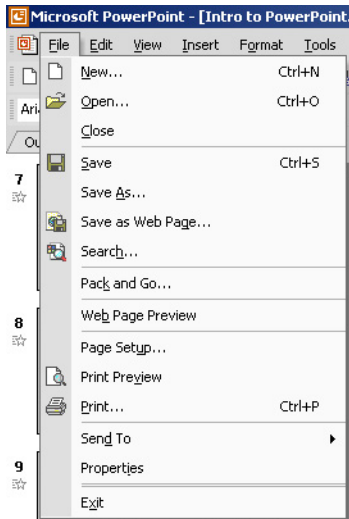 Microsoft PowerPoint - [Intro to PowerPoint.
File Edit View Insert Format Tools
New... Ctrl+N
Open... Ctrl+O
Close
Save Ctrl+S
Save As...
Save as Web Page...
Search...
Pack and Go...
Web Page Preview
Page Setup...
Print Preview
Print... Ctrl+P
Send To
Properties
Exit
Aria
Ou
7
8
9